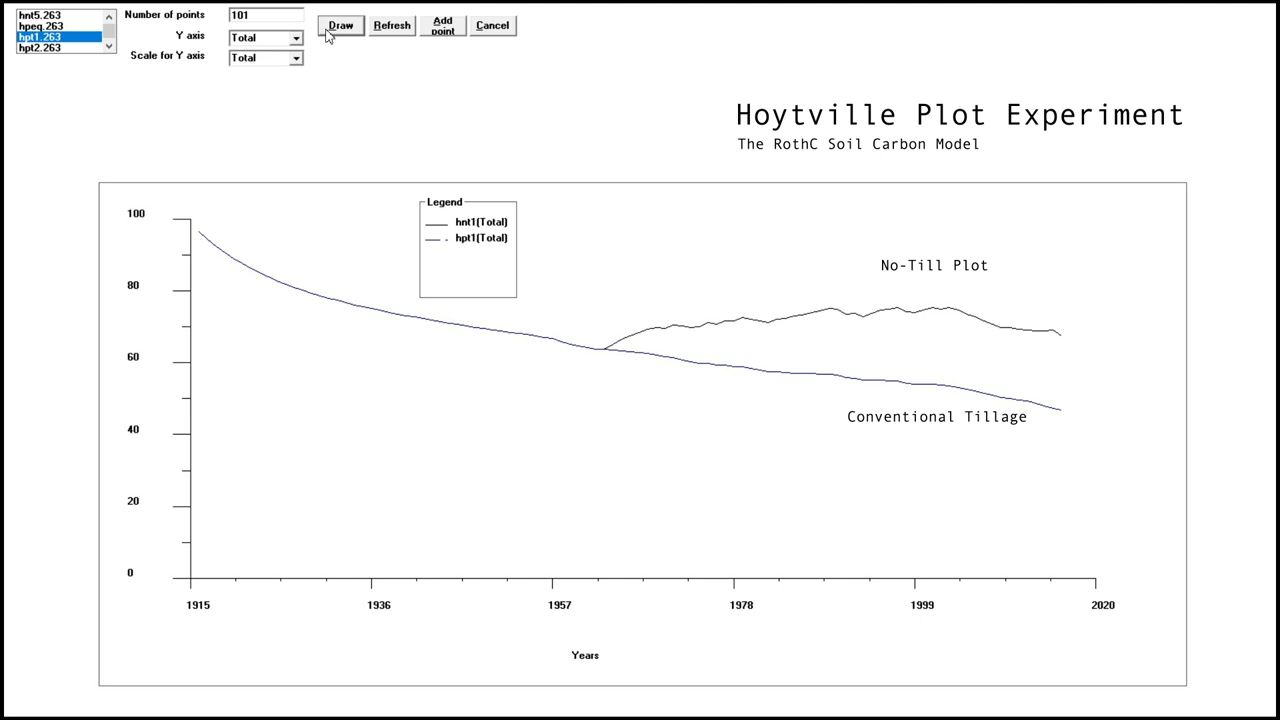 hnt5.263
hpeq.263
hpt1.263
hpt2.263
Number of points 101
Y axis Total
Scale for Y axis Total
Draw Refresh Add point Cancel
Hoytville Plot Experiment
The RothC Soil Carbon Model
Legend
hnt1(Total)
hpt1(Total)
No-Till Plot
Conventional Tillage
100
80
60
40
20
0
1915 1936 1957 1978 1999 2020
Years